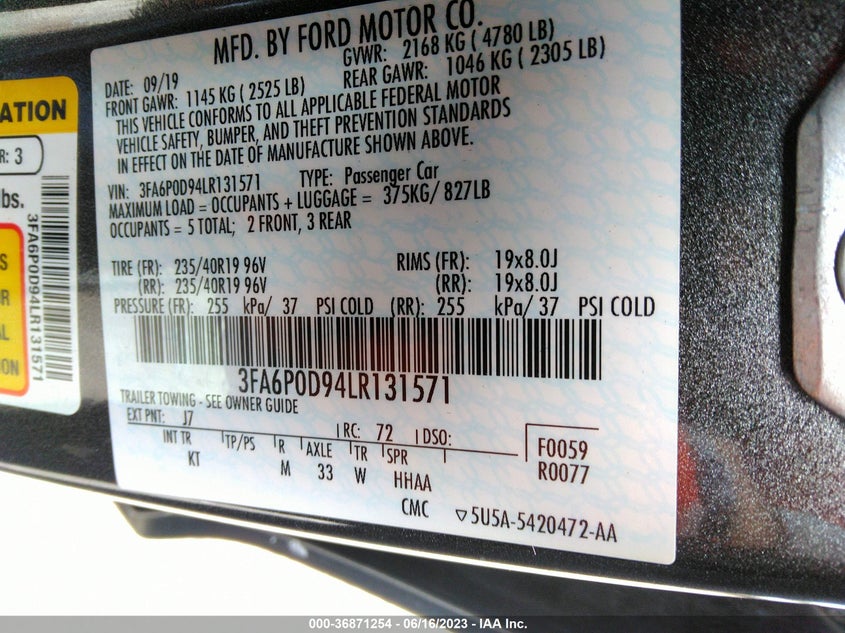 MFD. BY FORD MOTOR CO.
DATE: 09/19
GVWR: 2168 KG ( 4780 LB)
FRONT GAWR: 1145 KG ( 2525 LB)
REAR GAWR: 1046 KG ( 2305 LB)
THIS VEHICLE CONFORMS TO ALL APPLICABLE FEDERAL MOTOR
VEHICLE SAFETY, BUMPER, AND THEFT PREVENTION STANDARDS
IN EFFECT ON THE DATE OF MANUFACTURE SHOWN ABOVE.
VIN: 3FA6P0D94LR131571 TYPE: Passenger Car
MAXIMUM LOAD = OCCUPANTS + LUGGAGE = 375KG/ 827LB
OCCUPANTS = 5 TOTAL; 2 FRONT, 3 REAR
TIRE (FR): 235/40R19 96V RIMS (FR): 19x8.0J
(RR): 235/40R19 96V (RR): 19x8.0J
PRESSURE (FR): 255 kPa/ 37 PSI COLD (RR): 255 kPa/ 37 PSI COLD
3FA6P0D94LR131571
TRAILER TOWING - SEE OWNER GUIDE
EXT PNT: J7 RC: 72 DSO:
INT TR TP/PS R AXLE TR SPR
KT M 33 W HHAA
CMC
F0059
R0077
5U5A-5420472-AA
ATION
R: 3
lbs.
S
R
AL
ION
3FA6P0D94LR131571
000-36871254 - 06/16/2023 - IAA Inc.